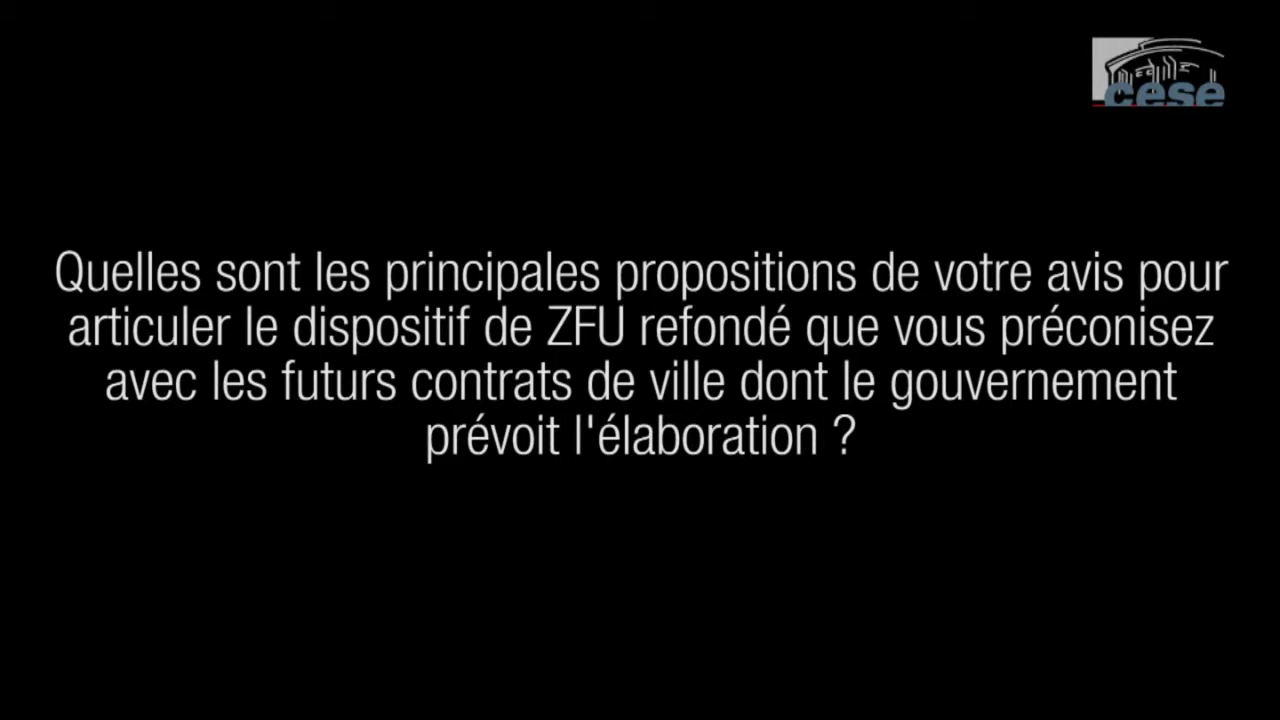 cese
Quelles sont les principales propositions de votre avis pour
articuler le dispositif de ZFU refondé que vous préconisez
avec les futurs contrats de ville dont le gouvernement
prévoit l'élaboration ?